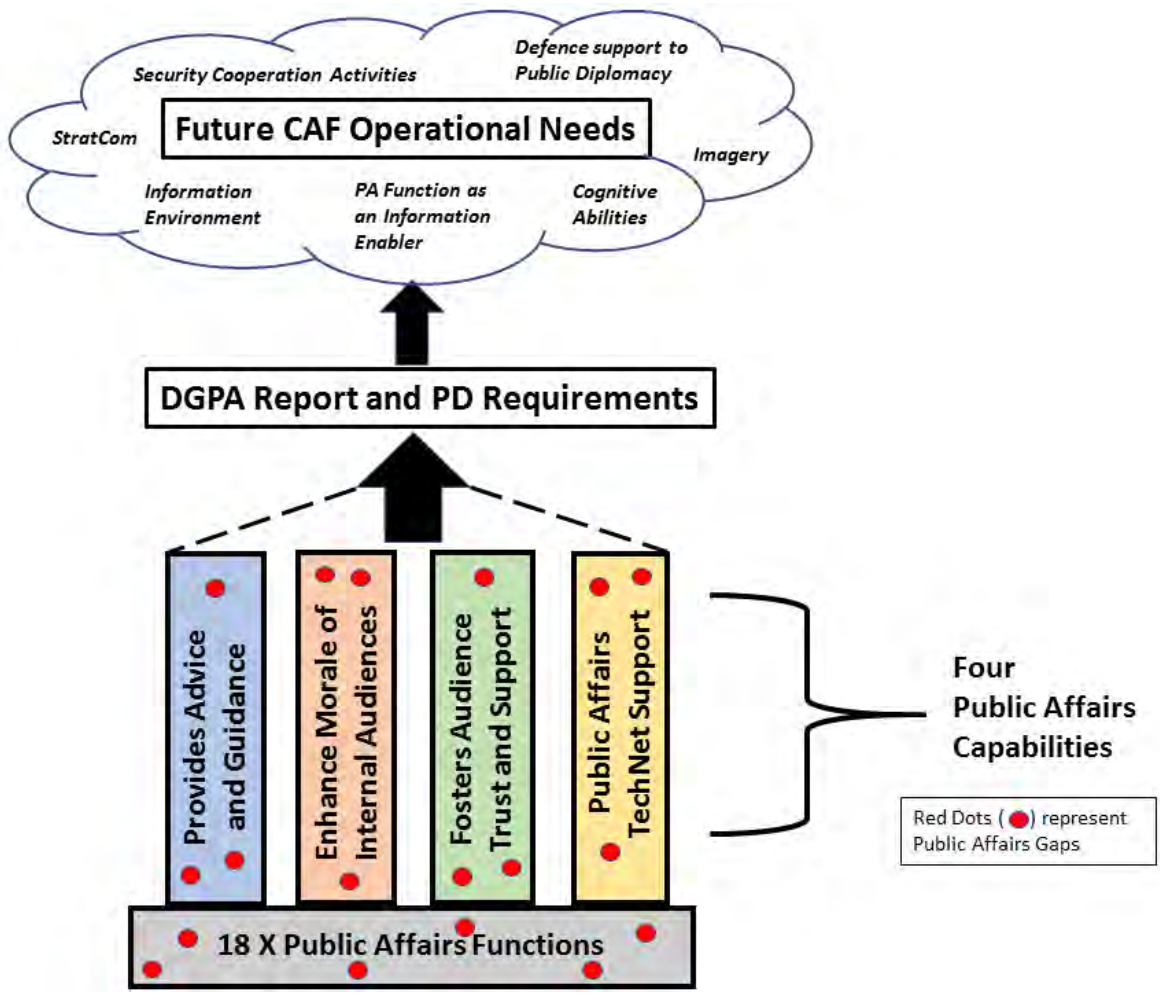 Defence support to
Public Diplomacy
Security Cooperation Activities
Future CAF Operational Needs
StratCom
Imagery
Information
Environment
PA Function as
an Information
Enabler
Cognitive
Abilities
DGPA Report and PD Requirements
Provides Advice
and Guidance
Enhance Morale of
Internal Audiences
Fosters Audience
Trust and Support
Public Affairs
TechNet Support
Four
Public Affairs
Capabilities
Red Dots ( ) represent
Public Affairs Gaps
18 X Public Affairs Functions